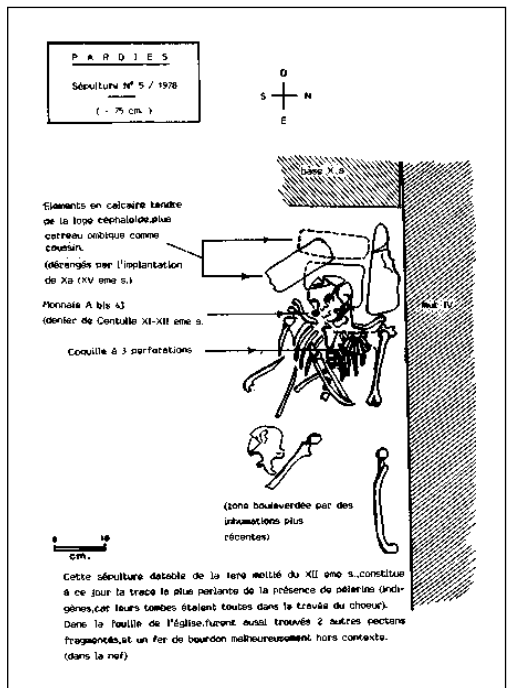 PARDIES
Sépulture N° 5 / 1978
( - 75 cm. )
O
S N
E
base X.a
Elements en calcaire tendre
de la loge céphaloïde,plus
carreau ombique comme
coussin.
(dérangés par l'implantation
de Xa (XV eme s.)
Monnaie A bis 43
(denier de Centulle XI-XII eme s.
Coquille à 3 perforations
Mur IV
(zone bouleversée par des
inhumations plus
récentes)
0 10
cm.
Cette sépulture datable de la 1ere moitié du XII eme s.,constitue
à ce jour la trace la plus parlante de la présence de pélerins (indi-
gènes,car leurs tombes étaient toutes dans la travée du choeur).
Dans la fouille de l'église,furent aussi trouvés 2 autres pectens
fragmentés,et un fer de bourdon malheureusement hors contexte.
(dans la nef)